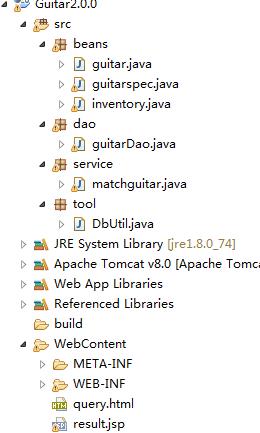 Guitar2.0.0
src
beans
guitar.java
guitarspec.java
inventory.java
dao
guitarDao.java
service
matchguitar.java
tool
DbUtil.java
JRE System Library [jre1.8.0_74]
Apache Tomcat v8.0 [Apache Tomca
Web App Libraries
Referenced Libraries
build
WebContent
META-INF
WEB-INF
query.html
result.jsp